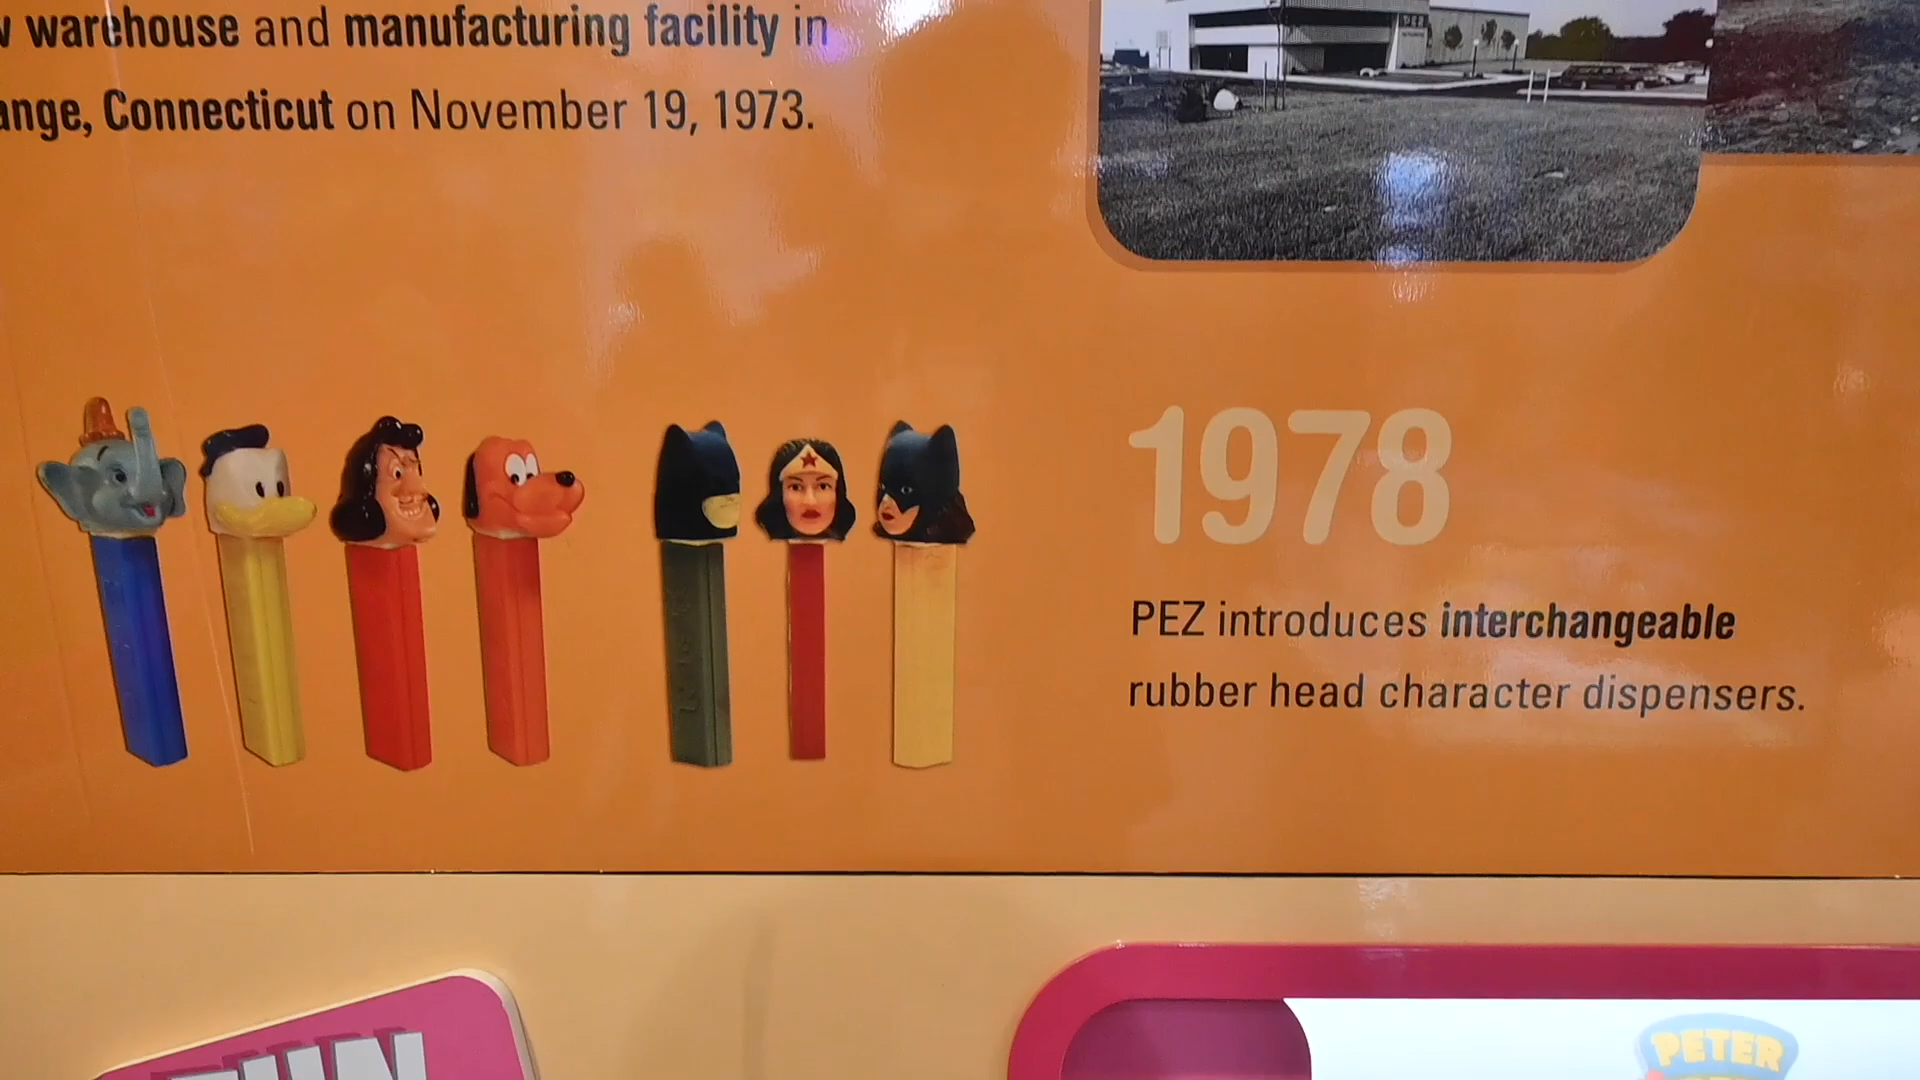 warehouse and manufacturing facility in
ange, Connecticut on November 19, 1973.
1978
PEZ introduces interchangeable
rubber head character dispensers.
PETER